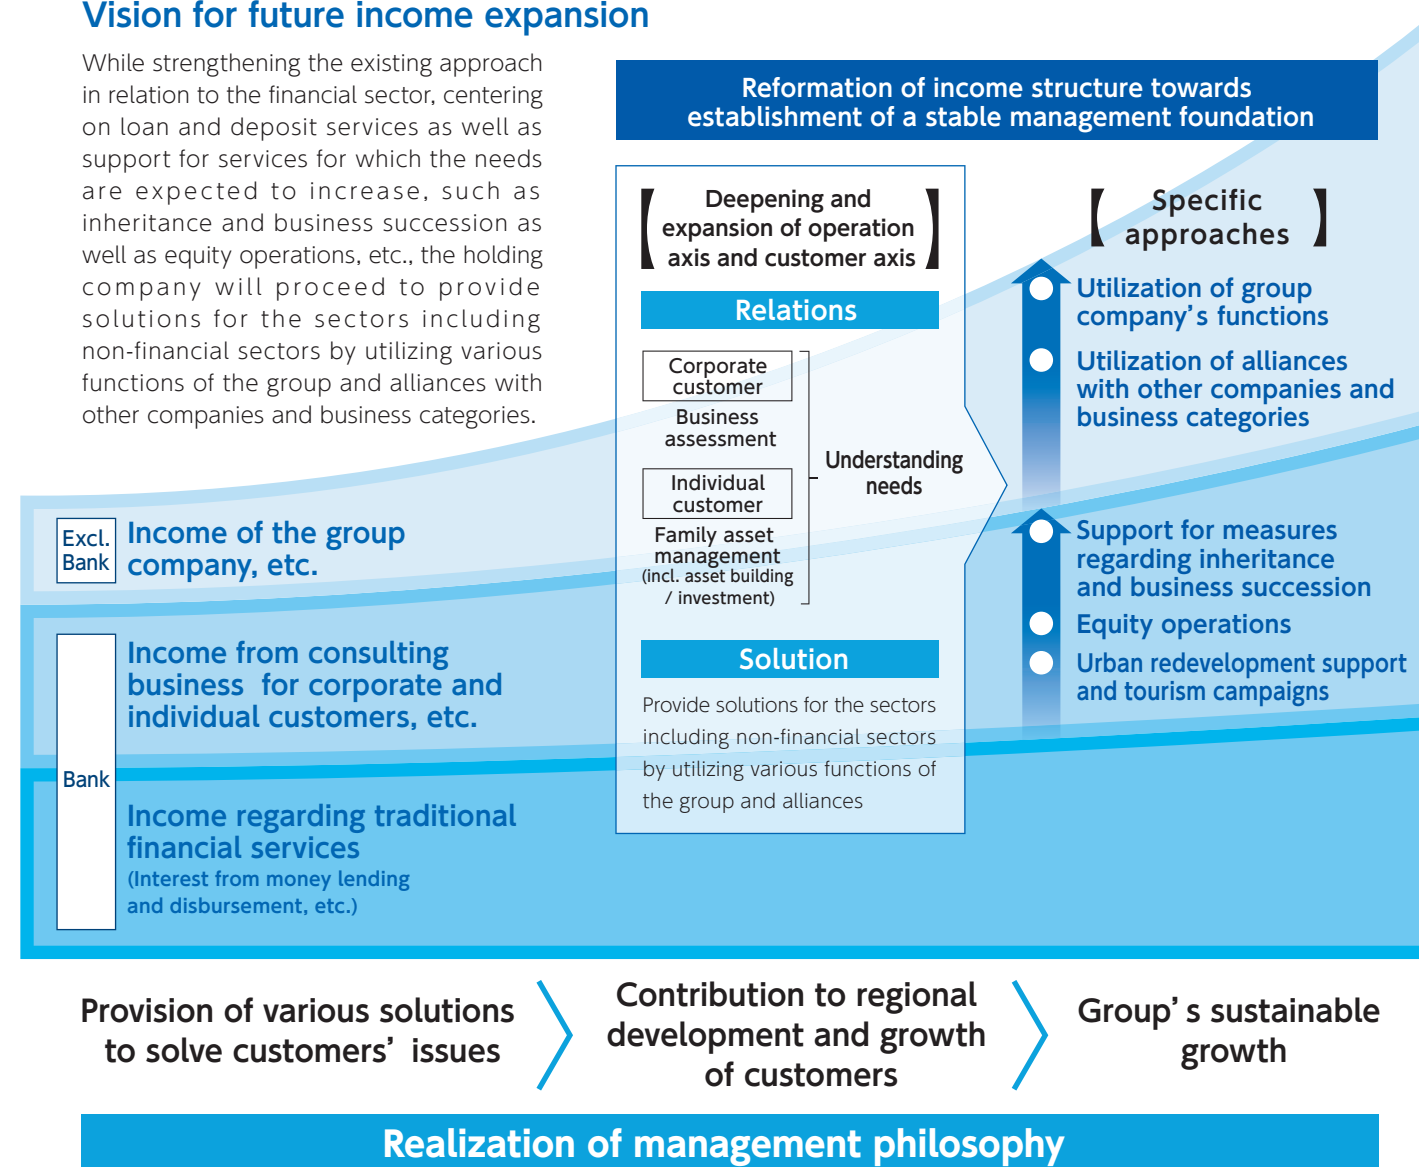 Vision for future income expansion
While strengthening the existing approach
in relation to the financial sector, centering
on loan and deposit services as well as
support for services for which the needs
are expected to increase, such as
inheritance and business succession as
well as equity operations, etc., the holding
company will proceed to provide
solutions for the sectors including
non-financial sectors by utilizing various
functions of the group and alliances with
other companies and business categories.
Reformation of income structure towards
establishment of a stable management foundation
【 Deepening and
expansion of operation
axis and customer axis 】
Relations
Corporate
customer
Business
assessment
Individual
customer
Family asset
management
(incl. asset building
/ investment)
Understanding
needs
Solution
Provide solutions for the sectors
including non-financial sectors
by utilizing various functions of
the group and alliances
【 Specific
approaches 】
Utilization of group
company's functions
Utilization of alliances
with other companies and
business categories
Support for measures
regarding inheritance
and business succession
Equity operations
Urban redevelopment support
and tourism campaigns
Excl.
Bank
Income of the group
company, etc.
Bank
Income from consulting
business for corporate and
individual customers, etc.
Income regarding traditional
financial services
(Interest from money lending
and disbursement, etc.)
Provision of various solutions
to solve customers' issues
Contribution to regional
development and growth
of customers
Group's sustainable
growth
Realization of management philosophy